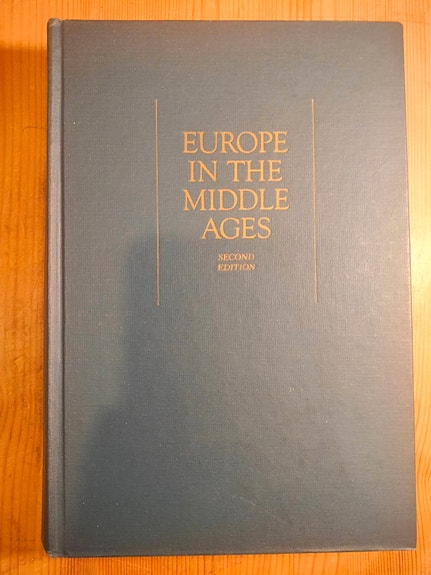 EUROPE
IN THE
MIDDLE
AGES
SECOND
EDITION